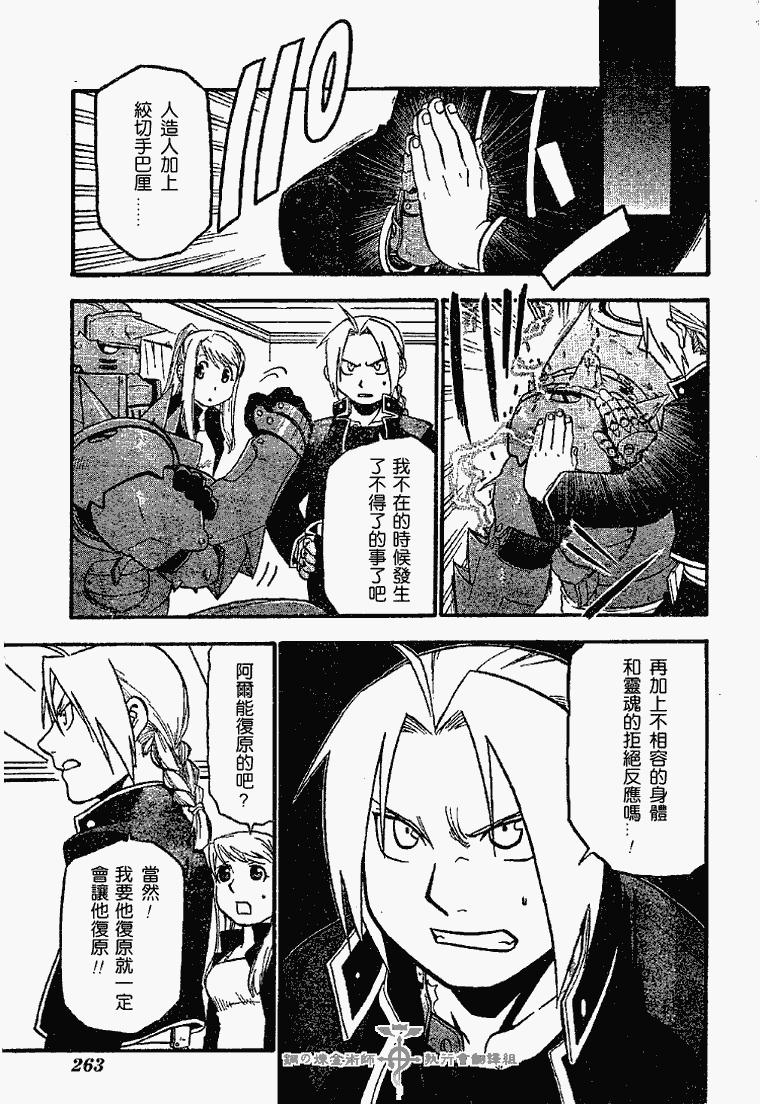 人造人加上
絞切手巴厘
……
我不在的時候發生
了不得了的事了吧
再加上不相容的身體
和靈魂的拒絕反應嗎…！
阿爾能復原的吧？
當然！
我要他復原就一定
會讓他復原!!
263
鋼の煉金術師 執行會翻譯組